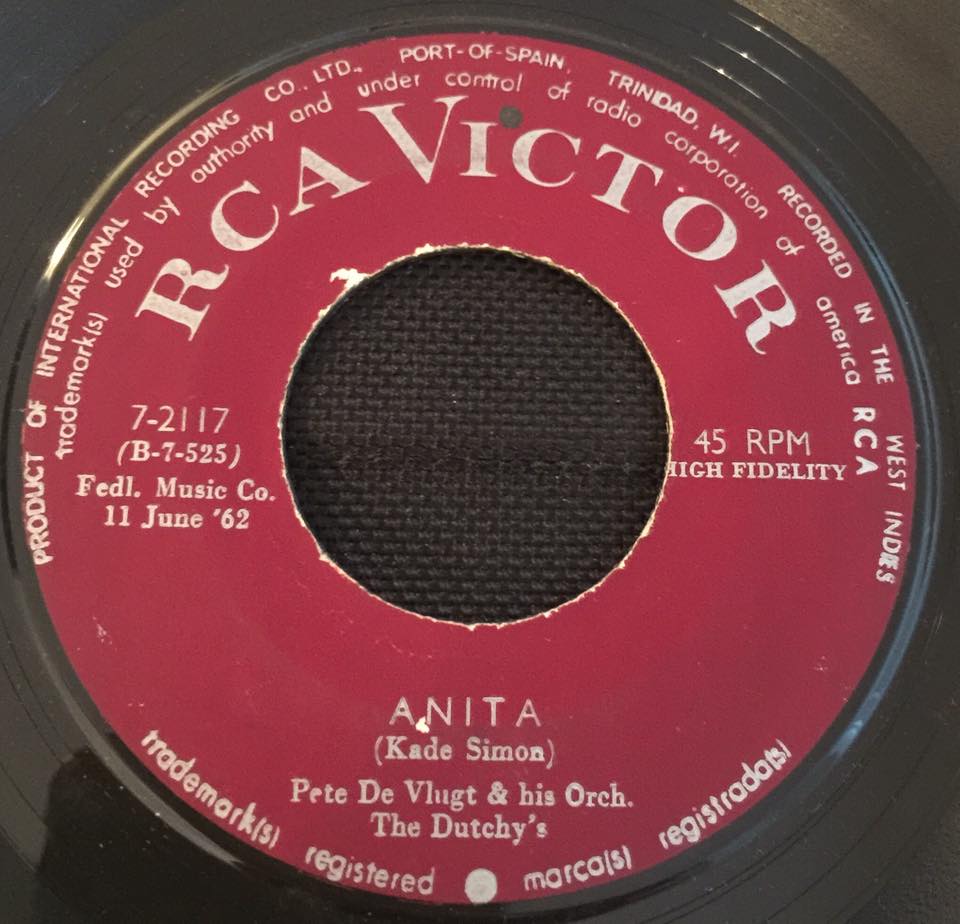 PRODUCT OF INTERNATIONAL RECORDING CO., LTD., PORT-OF-SPAIN, TRINIDAD, W.I. RECORDED IN THE WEST INDIES
trademark(s) used by authority and under control of radio corporation of america RCA
RCA VICTOR
7-2117
(B-7-525)
Fedl. Music Co.
11 June '62
45 RPM
HIGH FIDELITY
ANITA
(Kade Simon)
Pete De Vlugt & his Orch.
The Dutchy's
trademark(s) registered marca(s) registrada(s)